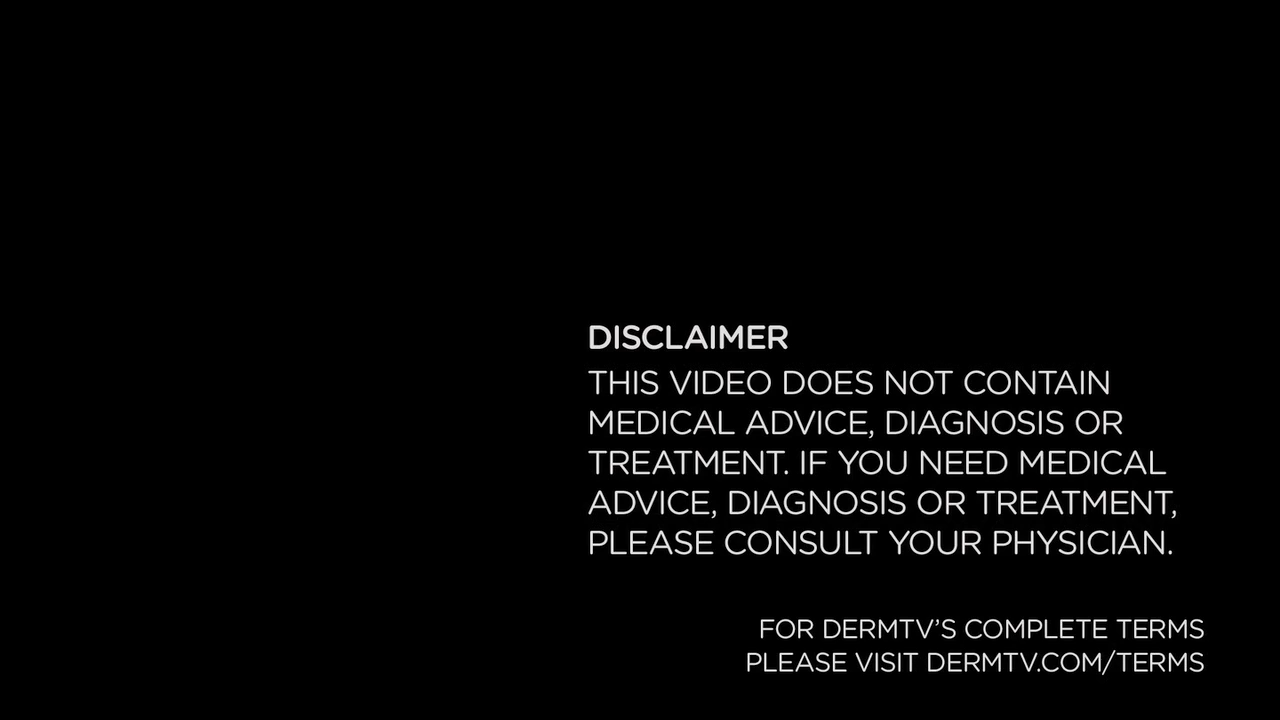 DISCLAIMER
THIS VIDEO DOES NOT CONTAIN
MEDICAL ADVICE, DIAGNOSIS OR
TREATMENT. IF YOU NEED MEDICAL
ADVICE, DIAGNOSIS OR TREATMENT,
PLEASE CONSULT YOUR PHYSICIAN.
FOR DERMTV’S COMPLETE TERMS
PLEASE VISIT DERMTV.COM/TERMS